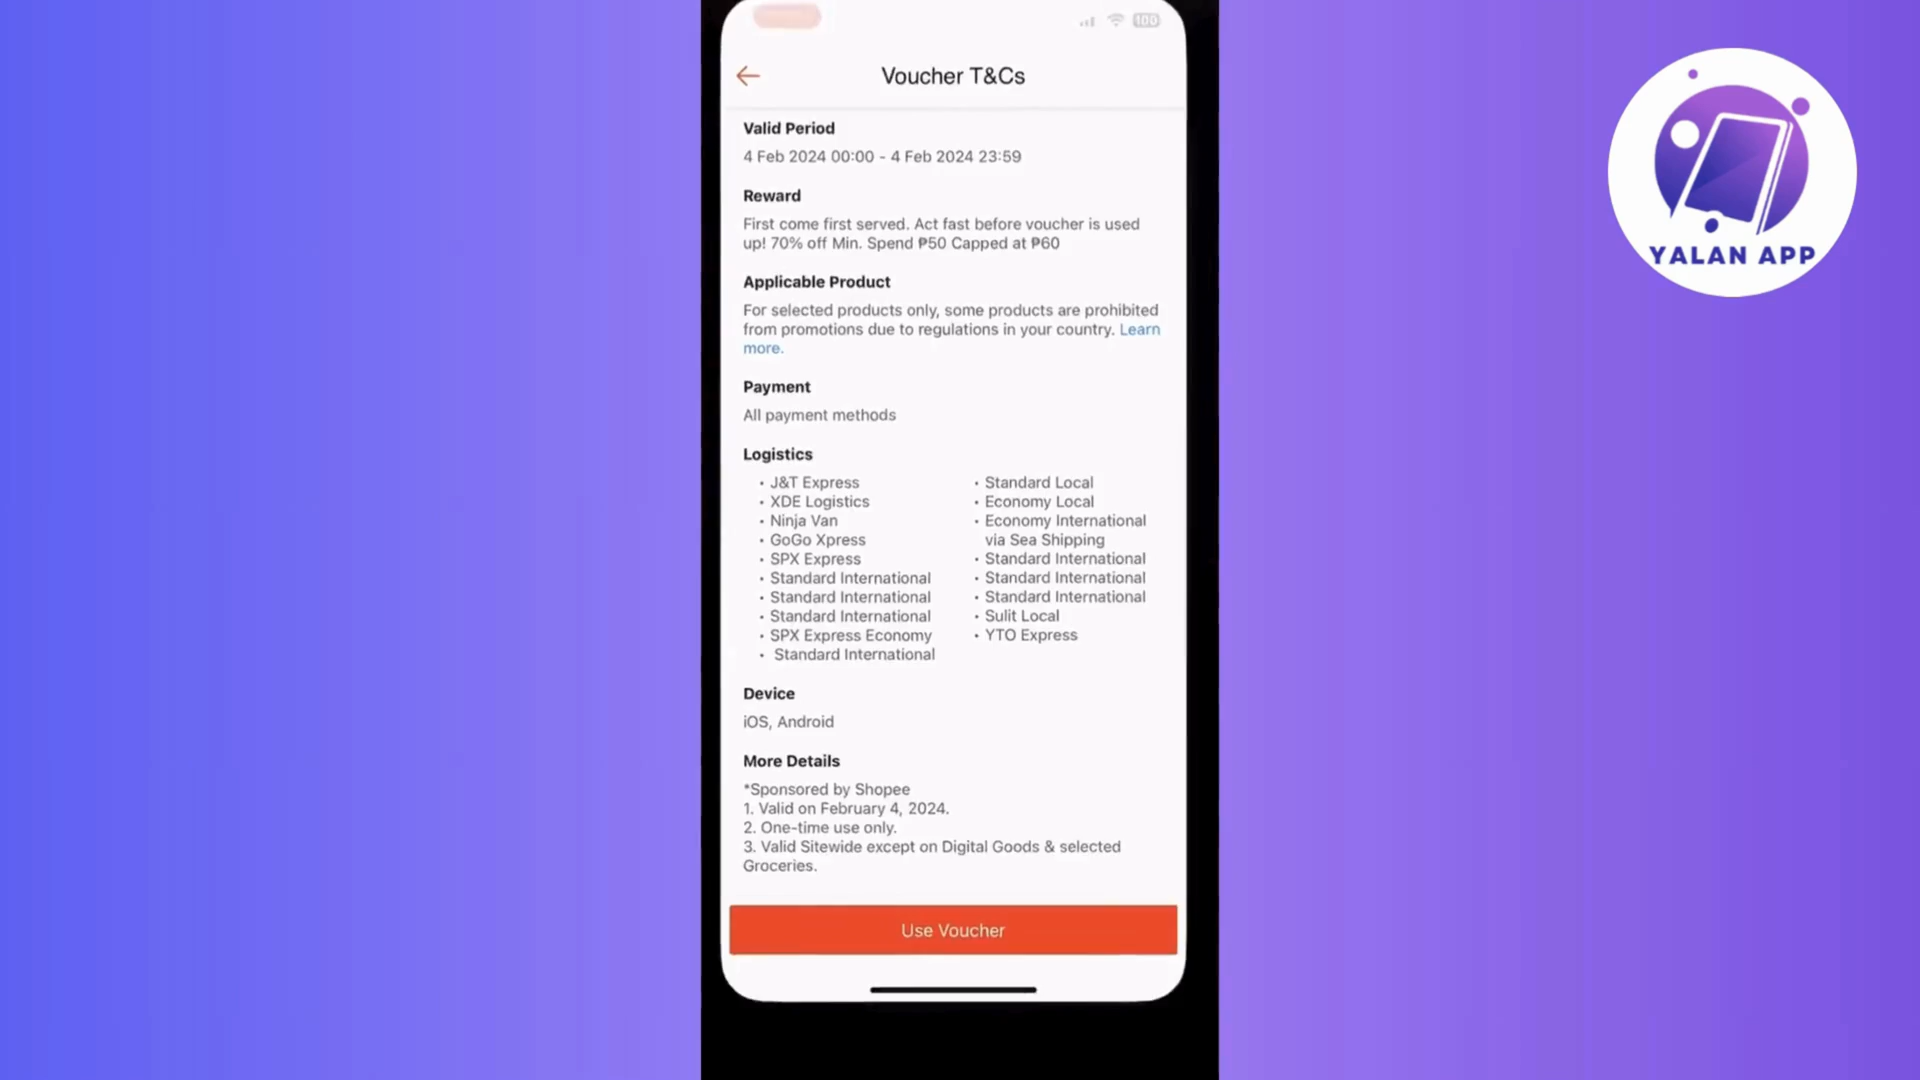 100
Voucher T&Cs
Valid Period
4 Feb 2024 00:00 - 4 Feb 2024 23:59
Reward
First come first served. Act fast before voucher is used
up! 70% off Min. Spend ₱50 Capped at ₱60
Applicable Product
For selected products only, some products are prohibited
from promotions due to regulations in your country. Learn
more.
Payment
All payment methods
Logistics
• J&T Express
• XDE Logistics
• Ninja Van
• GoGo Xpress
• SPX Express
• Standard International
• Standard International
• Standard International
• SPX Express Economy
• Standard International
• Standard Local
• Economy Local
• Economy International
via Sea Shipping
• Standard International
• Standard International
• Standard International
• Sulit Local
• YTO Express
Device
iOS, Android
More Details
*Sponsored by Shopee
1. Valid on February 4, 2024.
2. One-time use only.
3. Valid Sitewide except on Digital Goods & selected
Groceries.
Use Voucher
YALAN APP